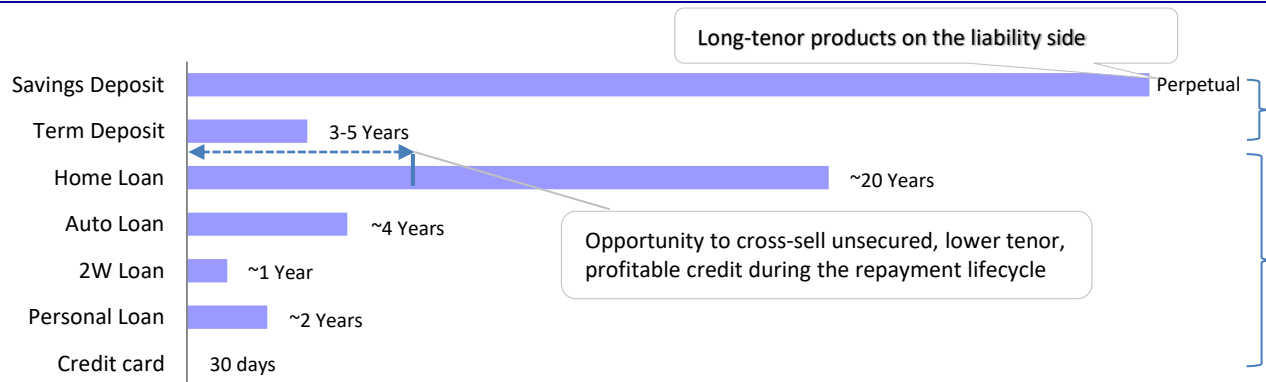 Long-tenor products on the liability side
Savings Deposit
Perpetual
Term Deposit
3-5 Years
Home Loan
~20 Years
Auto Loan
~4 Years
Opportunity to cross-sell unsecured, lower tenor,
profitable credit during the repayment lifecycle
2W Loan
~1 Year
Personal Loan
~2 Years
Credit card
30 days